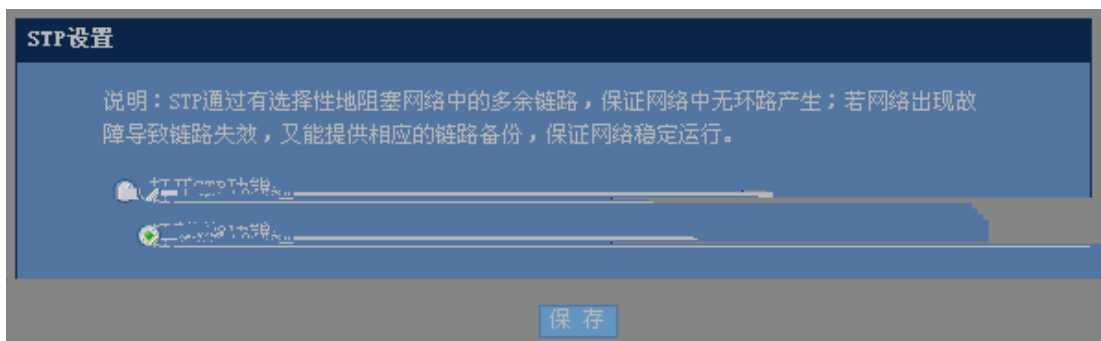 STP设置
说明：STP通过有选择性地阻塞网络中的多余链路，保证网络中无环路产生；若网络出现故
障导致链路失效，又能提供相应的链路备份，保证网络稳定运行。
保 存